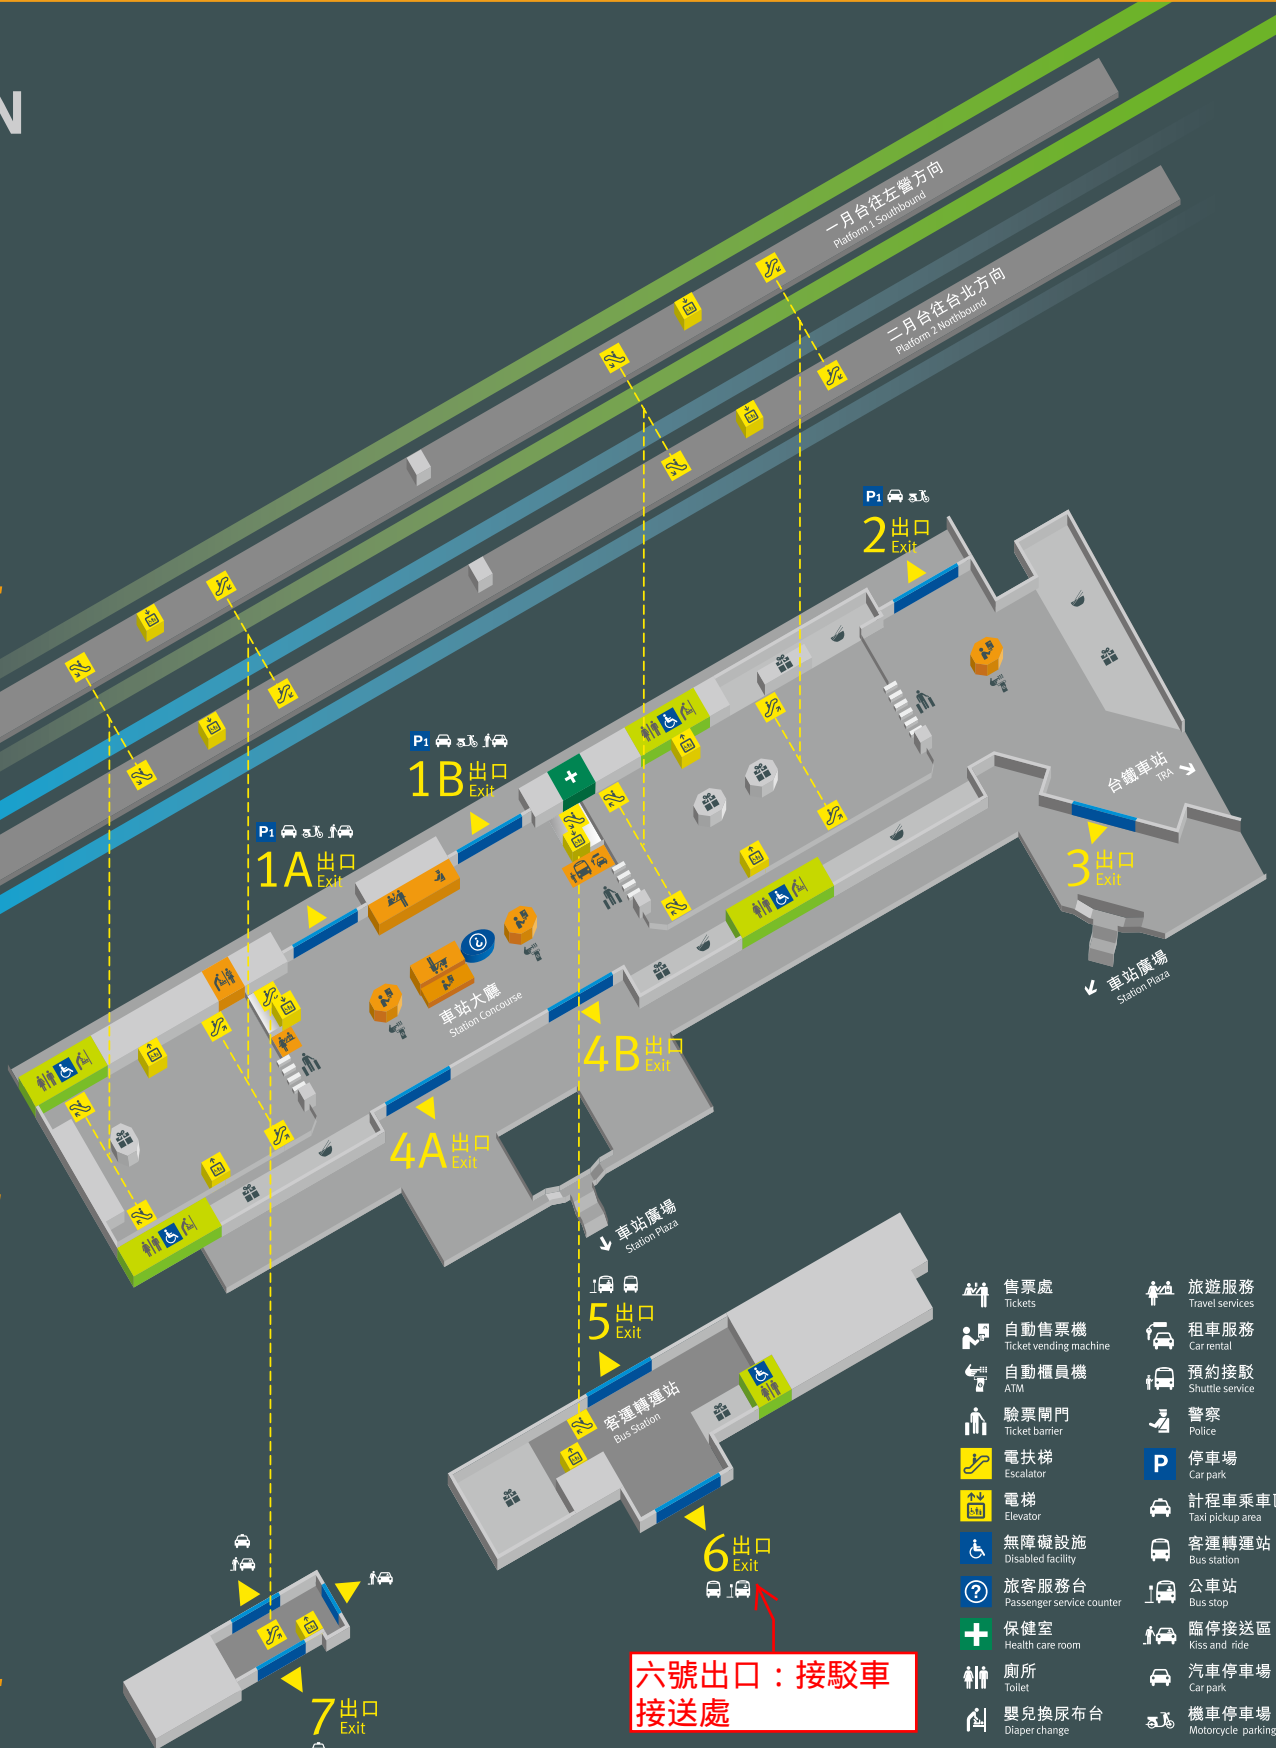 N
一月台往左營方向
Platform 1 Southbound
二月台往台北方向
Platform 2 Northbound
P1
2 出口
Exit
P1
1B 出口
Exit
P1
1A 出口
Exit
台鐵車站
TRA
3 出口
Exit
車站廣場
Station Plaza
車站大廳
Station Concourse
4B 出口
Exit
4A 出口
Exit
車站廣場
Station Plaza
5 出口
Exit
客運轉運站
Bus Station
6 出口
Exit
7 出口
Exit
六號出口：接駁車
接送處
售票處
Tickets
自動售票機
Ticket vending machine
自動櫃員機
ATM
驗票閘門
Ticket barrier
電扶梯
Escalator
電梯
Elevator
無障礙設施
Disabled facility
旅客服務台
Passenger service counter
保健室
Health care room
廁所
Toilet
嬰兒換尿布台
Diaper change
旅遊服務
Travel services
租車服務
Car rental
預約接駁
Shuttle service
警察
Police
P
停車場
Car park
計程車乘車
Taxi pickup area
客運轉運站
Bus station
公車站
Bus stop
臨停接送區
Kiss and ride
汽車停車場
Car park
機車停車場
Motorcycle parking